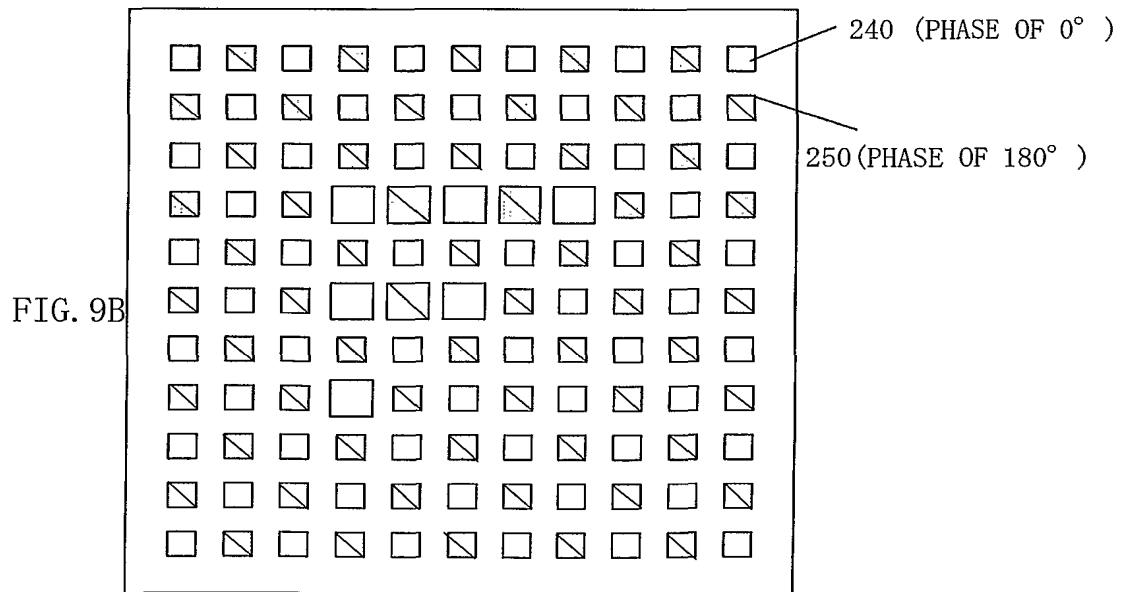 240 (PHASE OF 0° )
250(PHASE OF 180° )
FIG. 9B